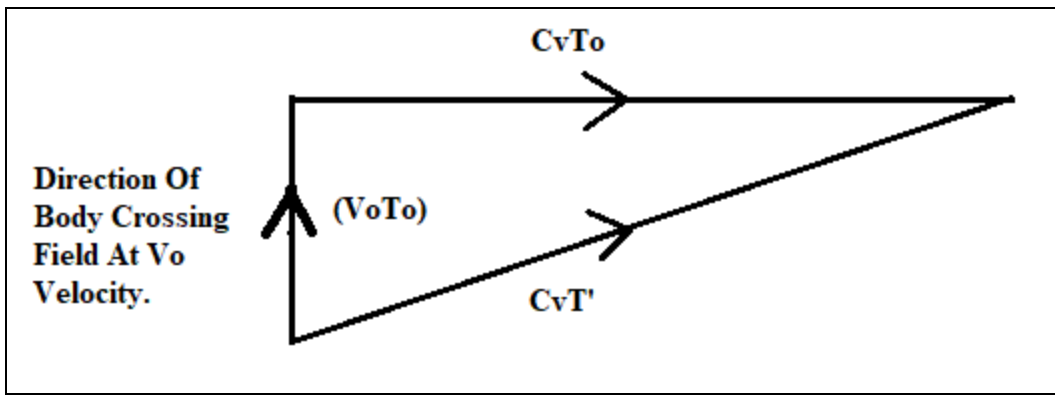 CvTo
Direction Of
Body Crossing
Field At Vo
Velocity.
(VoTo)
CvT'